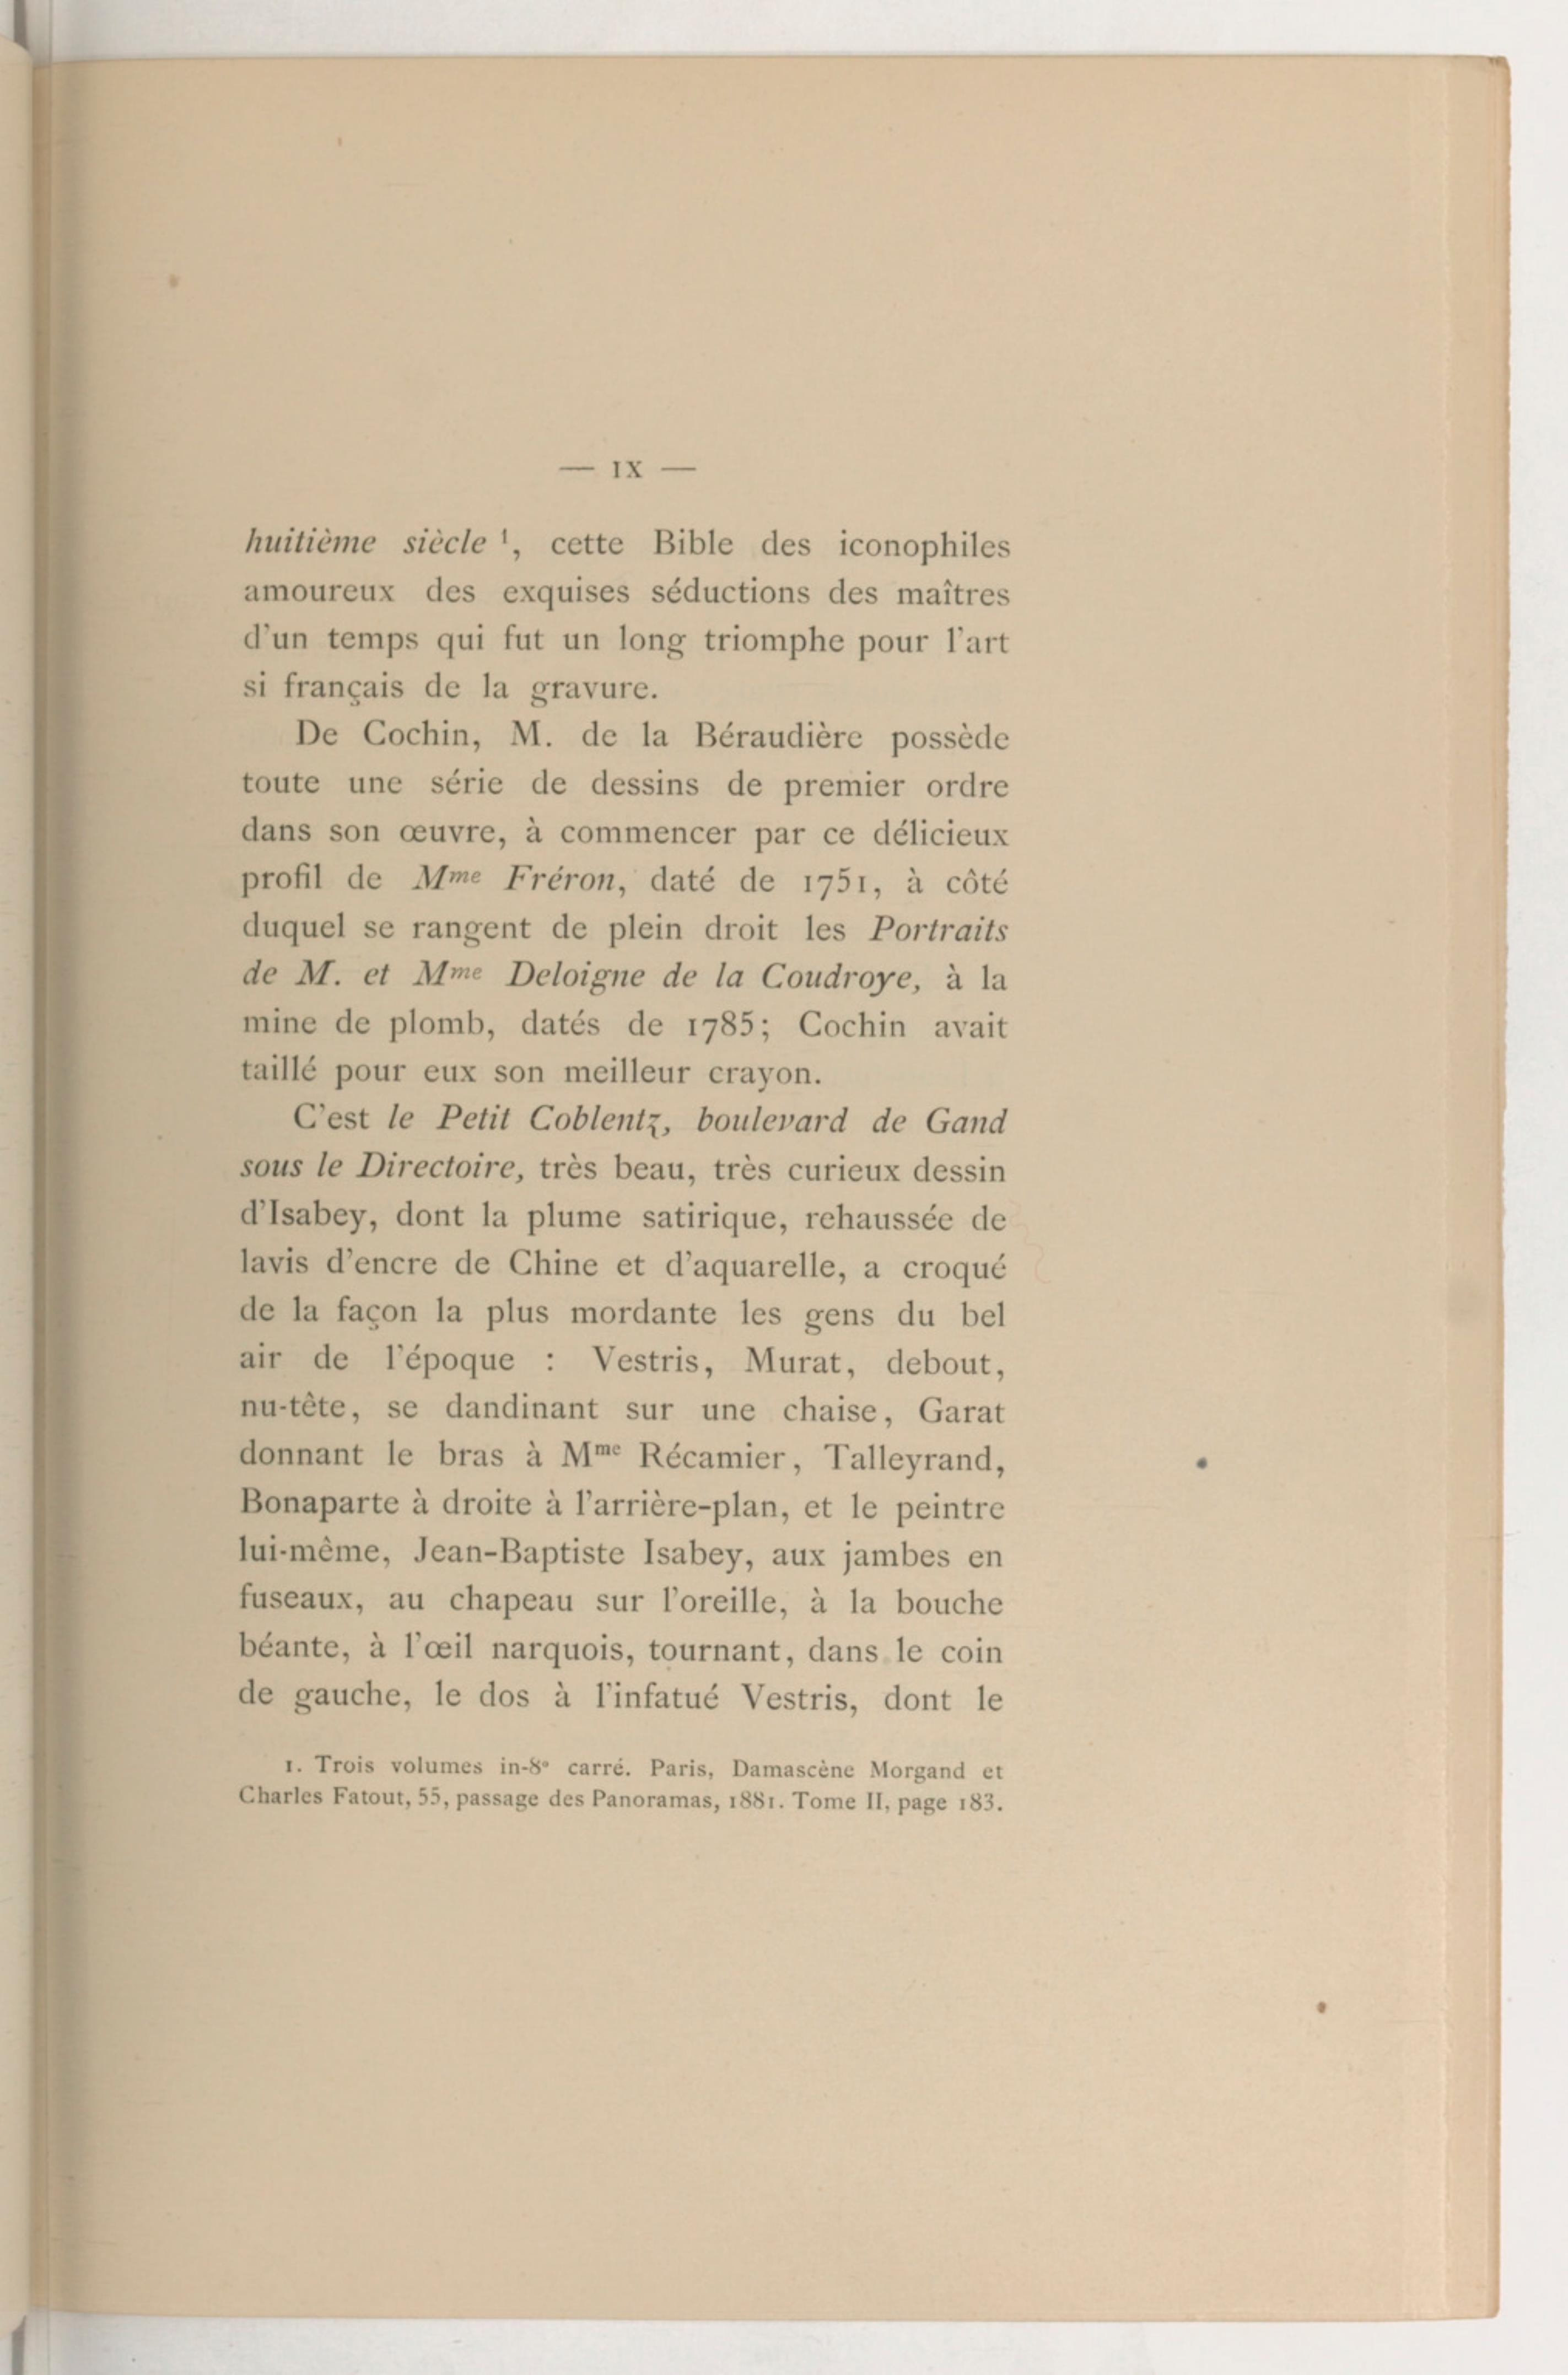 — IX —
huitième siècle ¹, cette Bible des iconophiles
amoureux des exquises séductions des maîtres
d'un temps qui fut un long triomphe pour l'art
si français de la gravure.
De Cochin, M. de la Béraudière possède
toute une série de dessins de premier ordre
dans son œuvre, à commencer par ce délicieux
profil de Mme Fréron, daté de 1751, à côté
duquel se rangent de plein droit les Portraits
de M. et Mme Deloigne de la Coudroye, à la
mine de plomb, datés de 1785; Cochin avait
taillé pour eux son meilleur crayon.
C'est le Petit Coblentz, boulevard de Gand
sous le Directoire, très beau, très curieux dessin
d'Isabey, dont la plume satirique, rehaussée de
lavis d'encre de Chine et d'aquarelle, a croqué
de la façon la plus mordante les gens du bel
air de l'époque : Vestris, Murat, debout,
nu-tête, se dandinant sur une chaise, Garat
donnant le bras à Mme Récamier, Talleyrand,
Bonaparte à droite à l'arrière-plan, et le peintre
lui-même, Jean-Baptiste Isabey, aux jambes en
fuseaux, au chapeau sur l'oreille, à la bouche
béante, à l'œil narquois, tournant, dans le coin
de gauche, le dos à l'infatué Vestris, dont le
1. Trois volumes in-8° carré. Paris, Damascène Morgand et
Charles Fatout, 55, passage des Panoramas, 1881. Tome II, page 183.